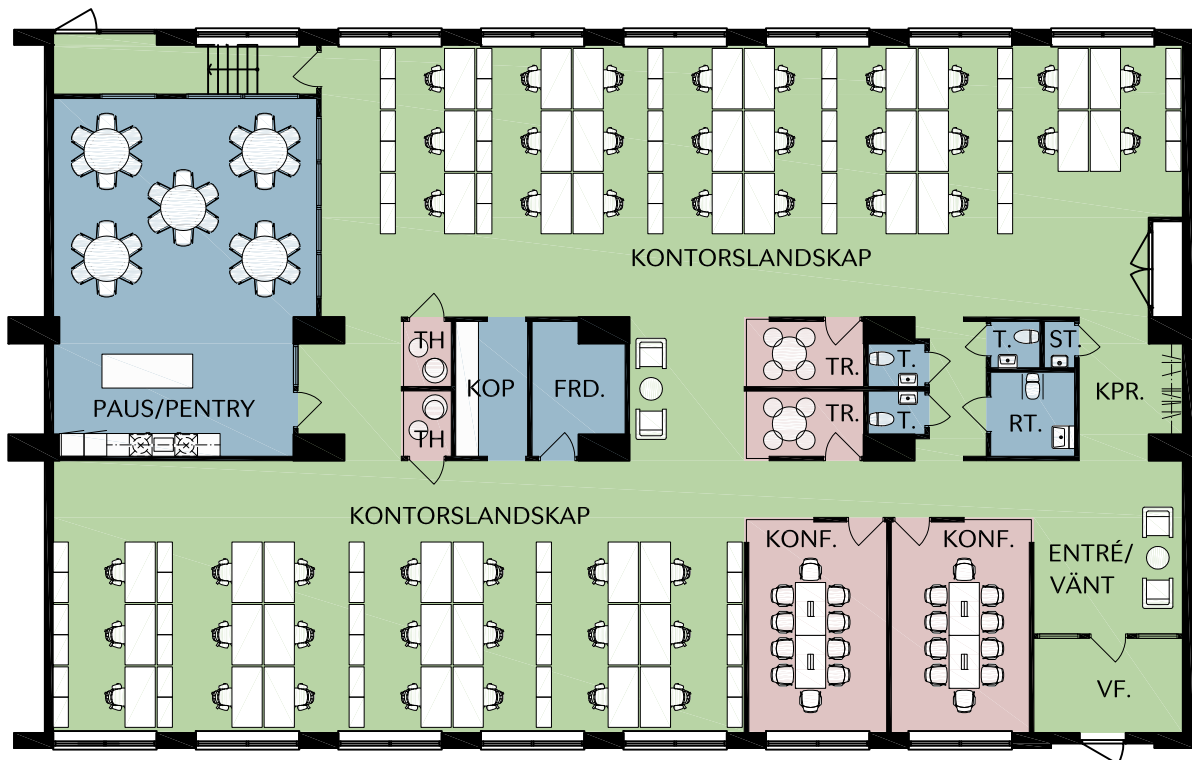 KONTORSLANDSKAP
TH
KOP
FRD.
TR.
T.
T.
ST.
KPR.
PAUS/PENTRY
TH
TR.
T.
RT.
KONTORSLANDSKAP
KONF.
KONF.
ENTRÉ/
VÄNT
VF.